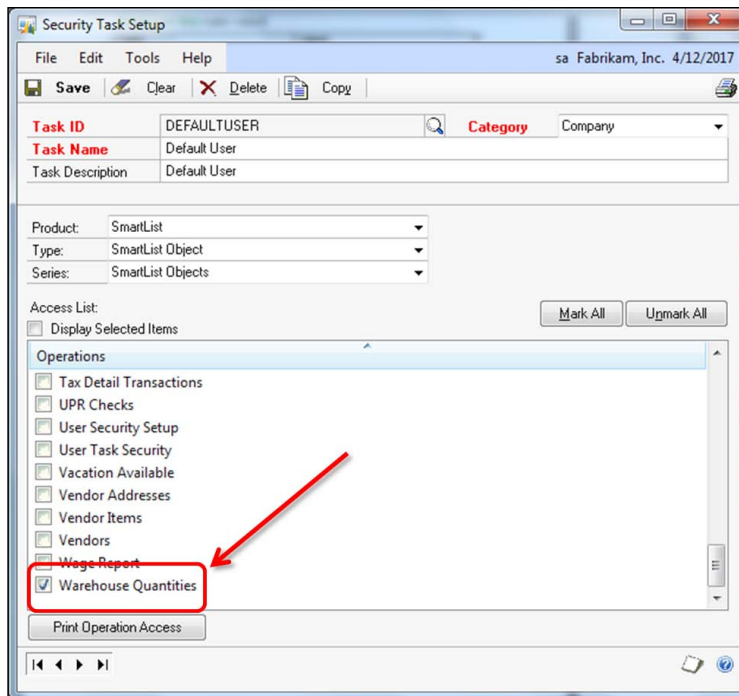 Security Task Setup
File Edit Tools Help sa Fabrikam, Inc. 4/12/2017
Save Clear Delete Copy
Task ID DEFAULTUSER Category Company
Task Name Default User
Task Description Default User
Product: SmartList
Type: SmartList Object
Series: SmartList Objects
Access List: Mark All Unmark All
Display Selected Items
Operations
Tax Detail Transactions
UPR Checks
User Security Setup
User Task Security
Vacation Available
Vendor Addresses
Vendor Items
Vendors
Wage Report
Warehouse Quantities
Print Operation Access